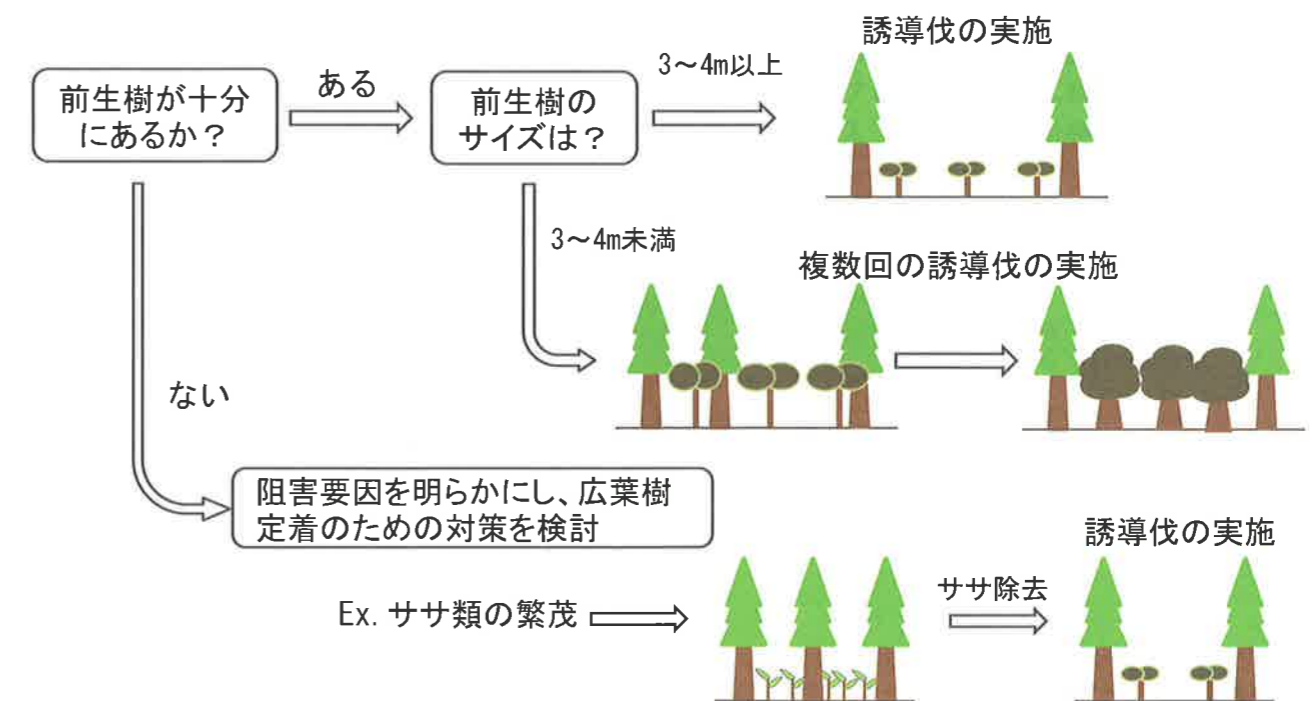 誘導伐の実施
前生樹が十分
にあるか？
ある
前生樹の
サイズは？
3～4m以上
3～4m未満
複数回の誘導伐の実施
ない
阻害要因を明らかにし、広葉樹
定着のための対策を検討
誘導伐の実施
Ex. ササ類の繁茂
ササ除去